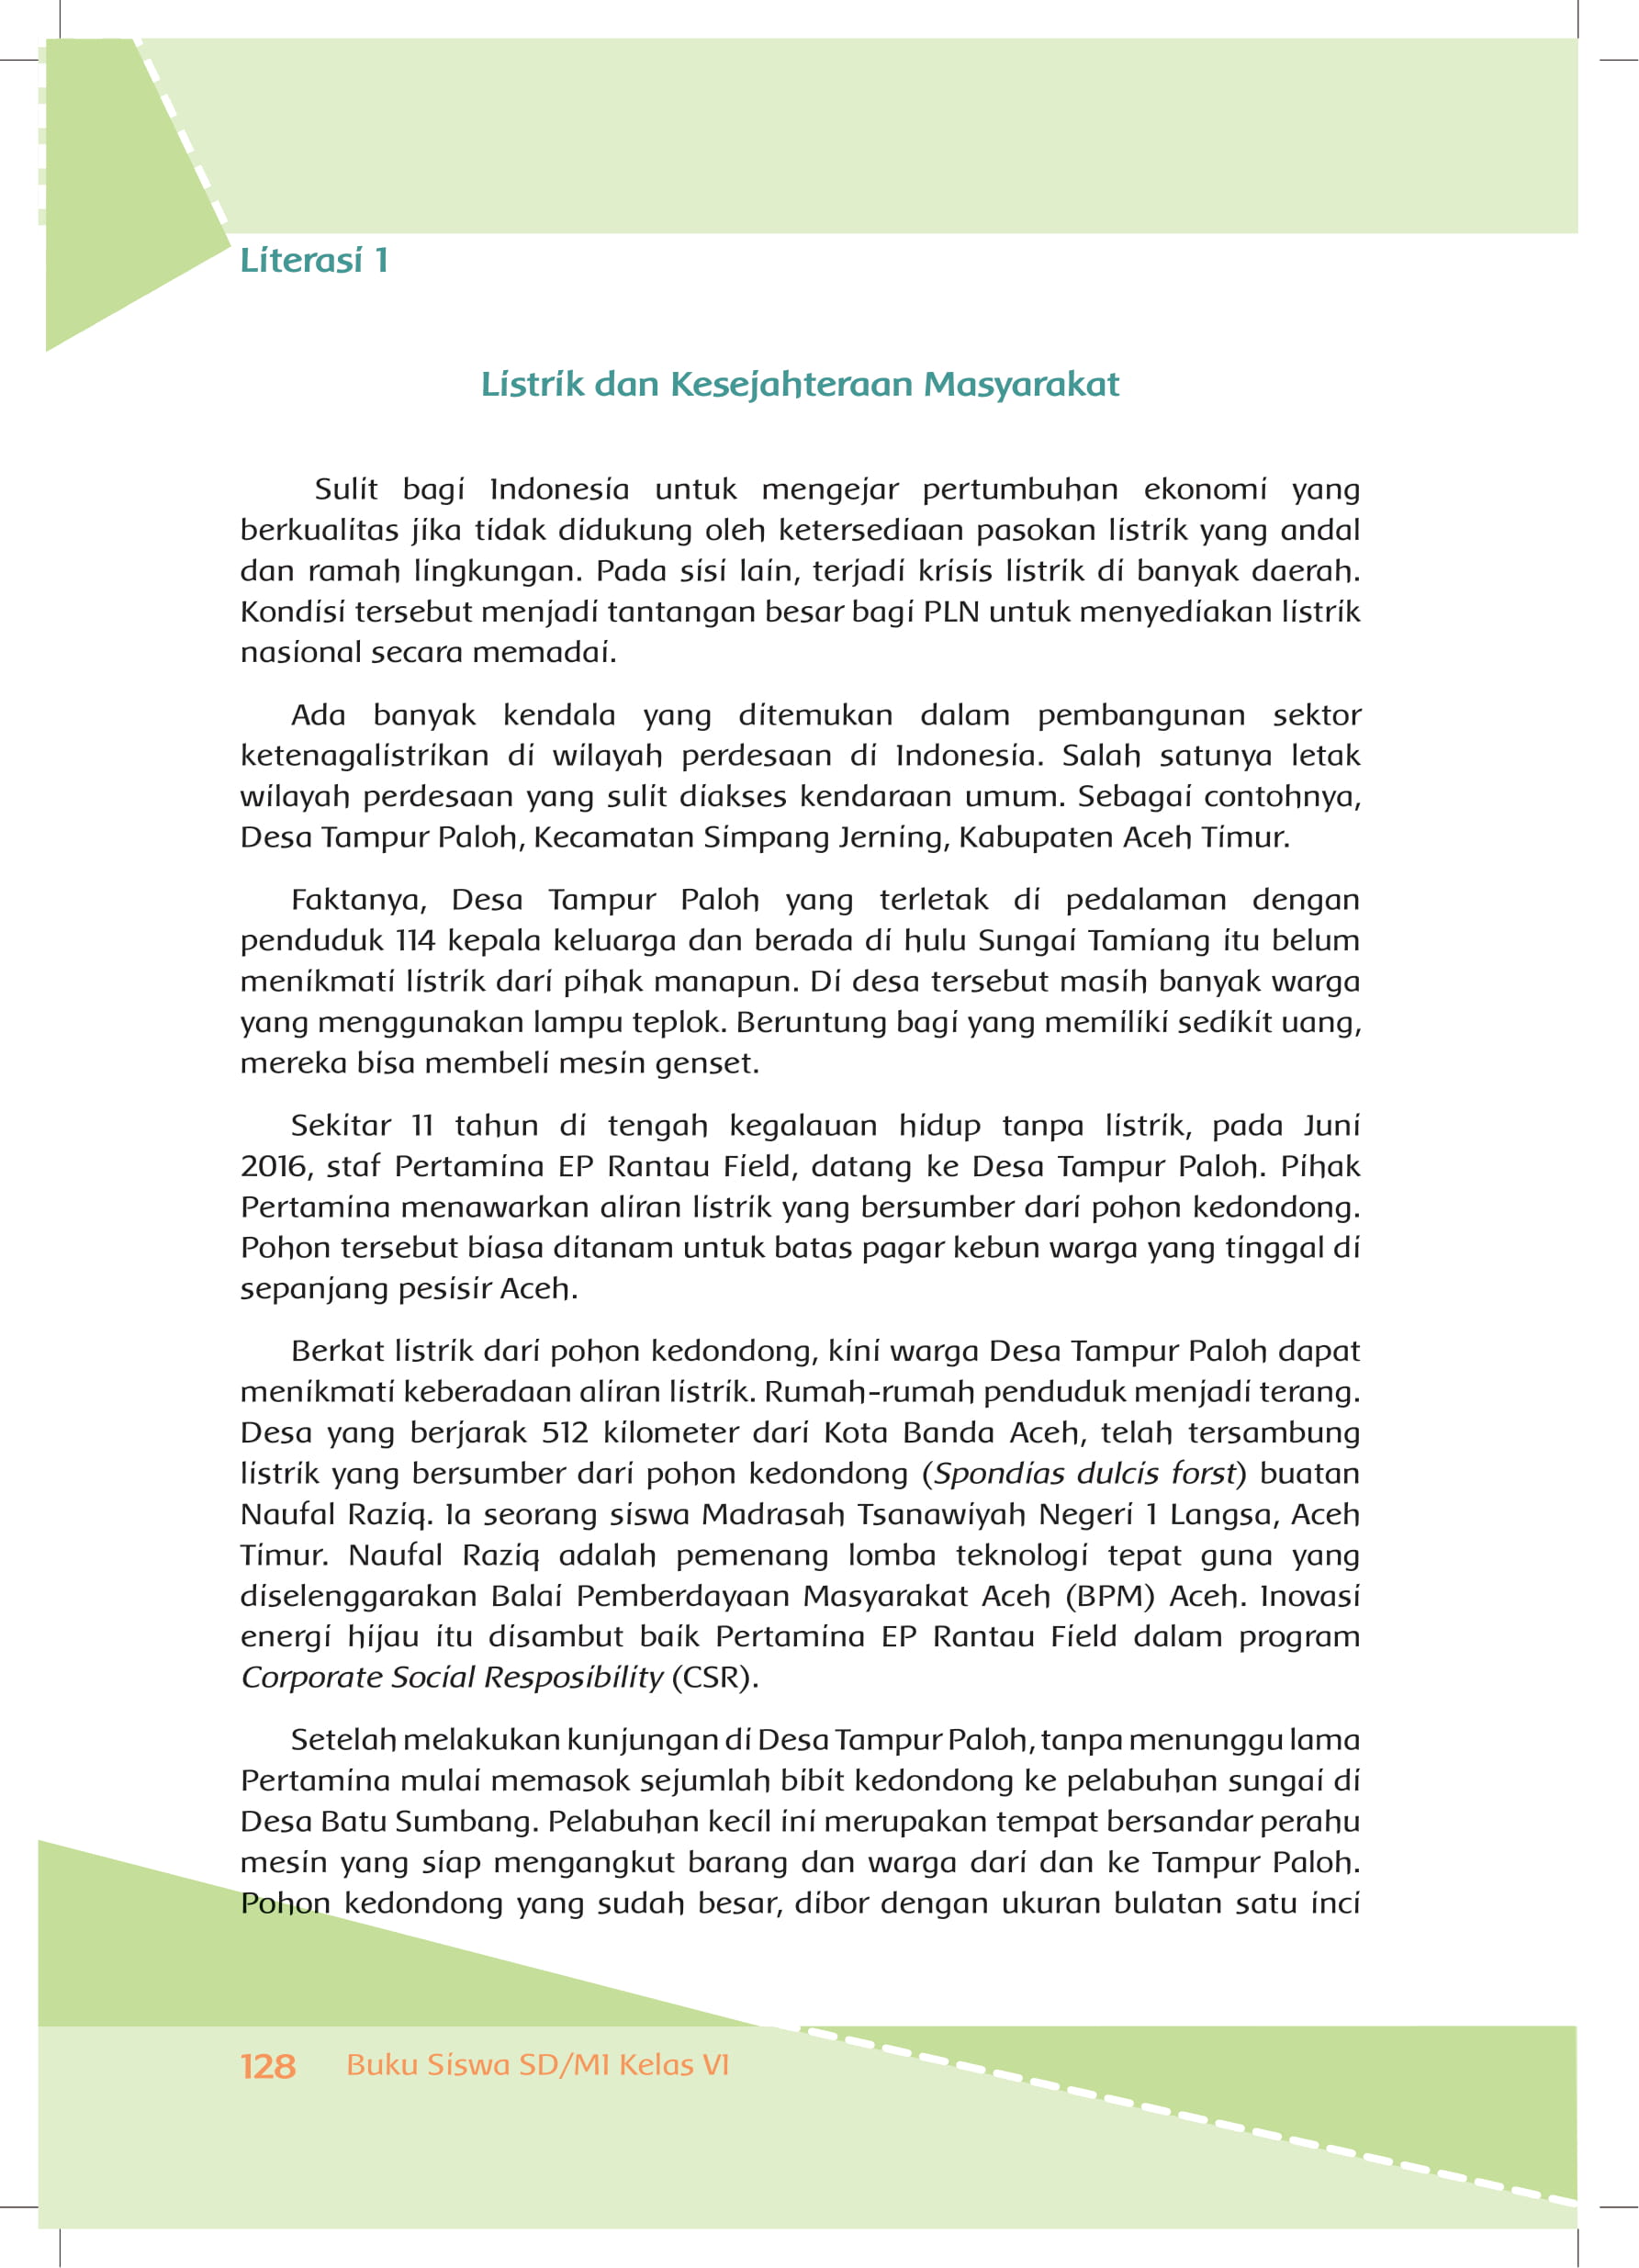 Literasi 1
Listrik dan Kesejahteraan Masyarakat
Sulit bagi Indonesia untuk mengejar pertumbuhan ekonomi yang
berkualitas jika tidak didukung oleh ketersediaan pasokan listrik yang andal
dan ramah lingkungan. Pada sisi lain, terjadi krisis listrik di banyak daerah.
Kondisi tersebut menjadi tantangan besar bagi PLN untuk menyediakan listrik
nasional secara memadai.
Ada banyak kendala yang ditemukan dalam pembangunan sektor
ketenagalistrikan di wilayah perdesaan di Indonesia. Salah satunya letak
wilayah perdesaan yang sulit diakses kendaraan umum. Sebagai contohnya,
Desa Tampur Paloh, Kecamatan Simpang Jerning, Kabupaten Aceh Timur.
Faktanya, Desa Tampur Paloh yang terletak di pedalaman dengan
penduduk 114 kepala keluarga dan berada di hulu Sungai Tamiang itu belum
menikmati listrik dari pihak manapun. Di desa tersebut masih banyak warga
yang menggunakan lampu teplok. Beruntung bagi yang memiliki sedikit uang,
mereka bisa membeli mesin genset.
Sekitar 11 tahun di tengah kegalauan hidup tanpa listrik, pada Juni
2016, staf Pertamina EP Rantau Field, datang ke Desa Tampur Paloh. Pihak
Pertamina menawarkan aliran listrik yang bersumber dari pohon kedondong.
Pohon tersebut biasa ditanam untuk batas pagar kebun warga yang tinggal di
sepanjang pesisir Aceh.
Berkat listrik dari pohon kedondong, kini warga Desa Tampur Paloh dapat
menikmati keberadaan aliran listrik. Rumah-rumah penduduk menjadi terang.
Desa yang berjarak 512 kilometer dari Kota Banda Aceh, telah tersambung
listrik yang bersumber dari pohon kedondong (Spondias dulcis forst) buatan
Naufal Raziq. Ia seorang siswa Madrasah Tsanawiyah Negeri 1 Langsa, Aceh
Timur. Naufal Raziq adalah pemenang lomba teknologi tepat guna yang
diselenggarakan Balai Pemberdayaan Masyarakat Aceh (BPM) Aceh. Inovasi
energi hijau itu disambut baik Pertamina EP Rantau Field dalam program
Corporate Social Resposibility (CSR).
Setelah melakukan kunjungan di Desa Tampur Paloh, tanpa menunggu lama
Pertamina mulai memasok sejumlah bibit kedondong ke pelabuhan sungai di
Desa Batu Sumbang. Pelabuhan kecil ini merupakan tempat bersandar perahu
mesin yang siap mengangkut barang dan warga dari dan ke Tampur Paloh.
Pohon kedondong yang sudah besar, dibor dengan ukuran bulatan satu inci
128 Buku Siswa SD/MI Kelas VI